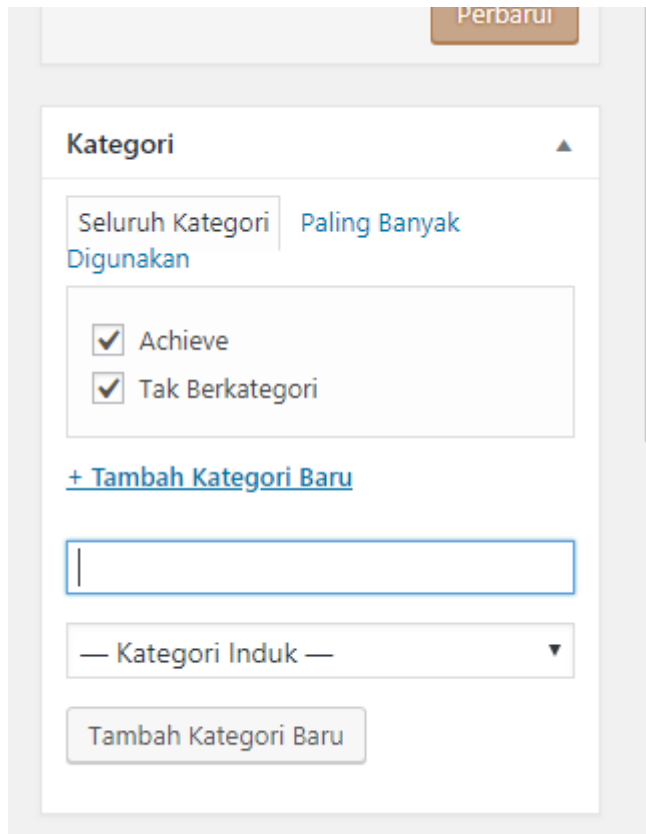 Perbarui
Kategori
Seluruh Kategori Paling Banyak
Digunakan
Achieve
Tak Berkategori
+ Tambah Kategori Baru
— Kategori Induk —
Tambah Kategori Baru